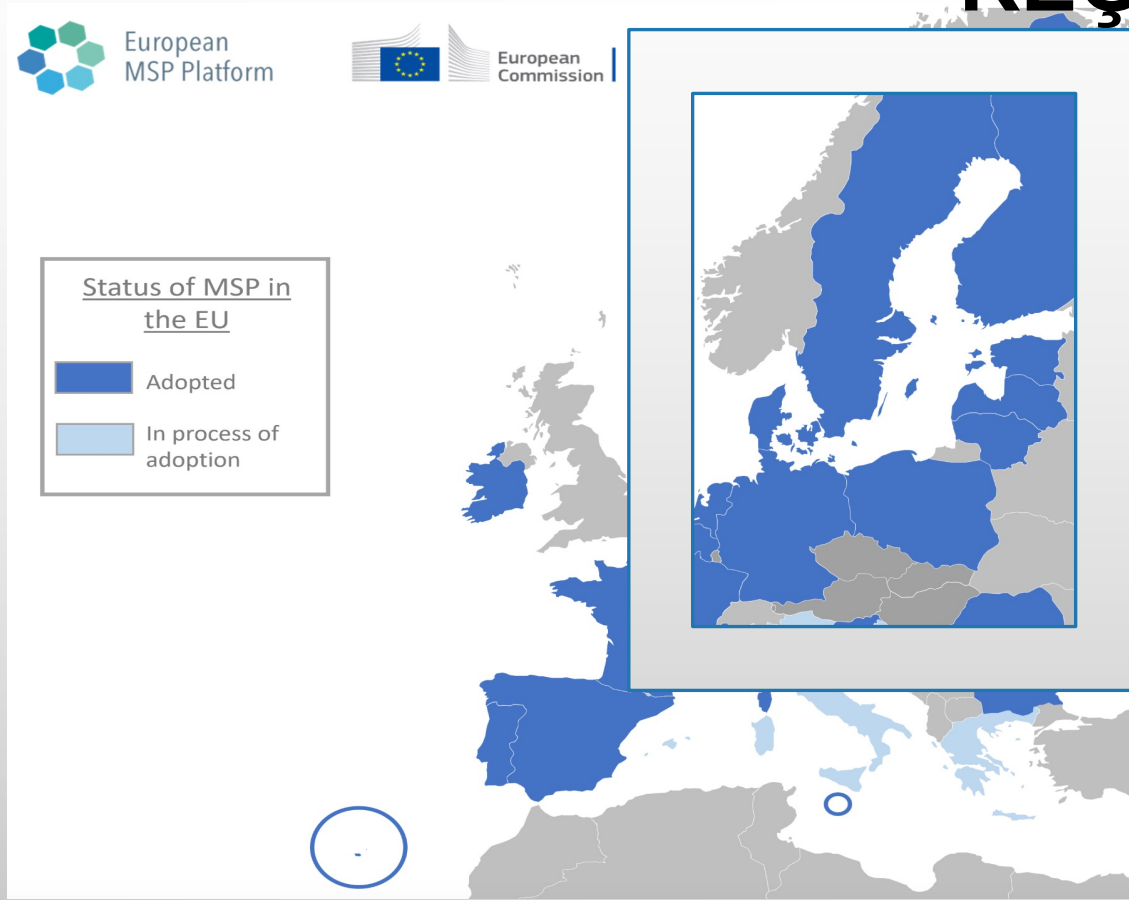 European
MSP Platform
European
Commission
Status of MSP in
the EU
Adopted
In process of
adoption